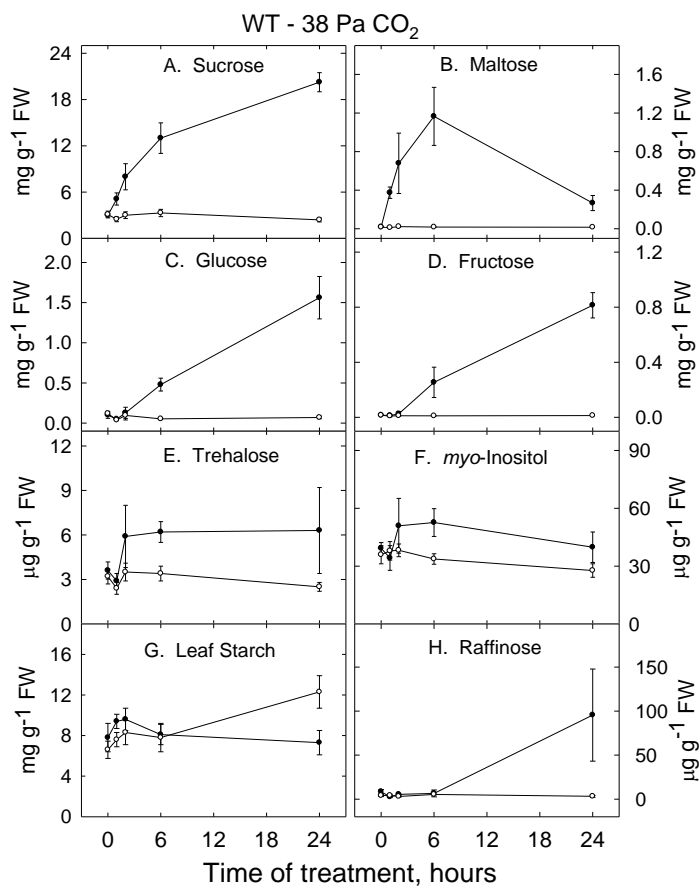 WT - 38 Pa CO₂
A. Sucrose
B. Maltose
24
18
12
6
0
mg g⁻¹ FW
1.6
1.2
0.8
0.4
0.0
mg g⁻¹ FW
C. Glucose
D. Fructose
2.0
1.5
1.0
0.5
0.0
mg g⁻¹ FW
1.2
0.8
0.4
0.0
mg g⁻¹ FW
E. Trehalose
F. myo-Inositol
12
9
6
3
0
µg g⁻¹ FW
90
60
30
0
µg g⁻¹ FW
G. Leaf Starch
H. Raffinose
16
12
8
4
0
mg g⁻¹ FW
150
100
50
0
µg g⁻¹ FW
0 6 12 18 24
0 6 12 18 24
Time of treatment, hours